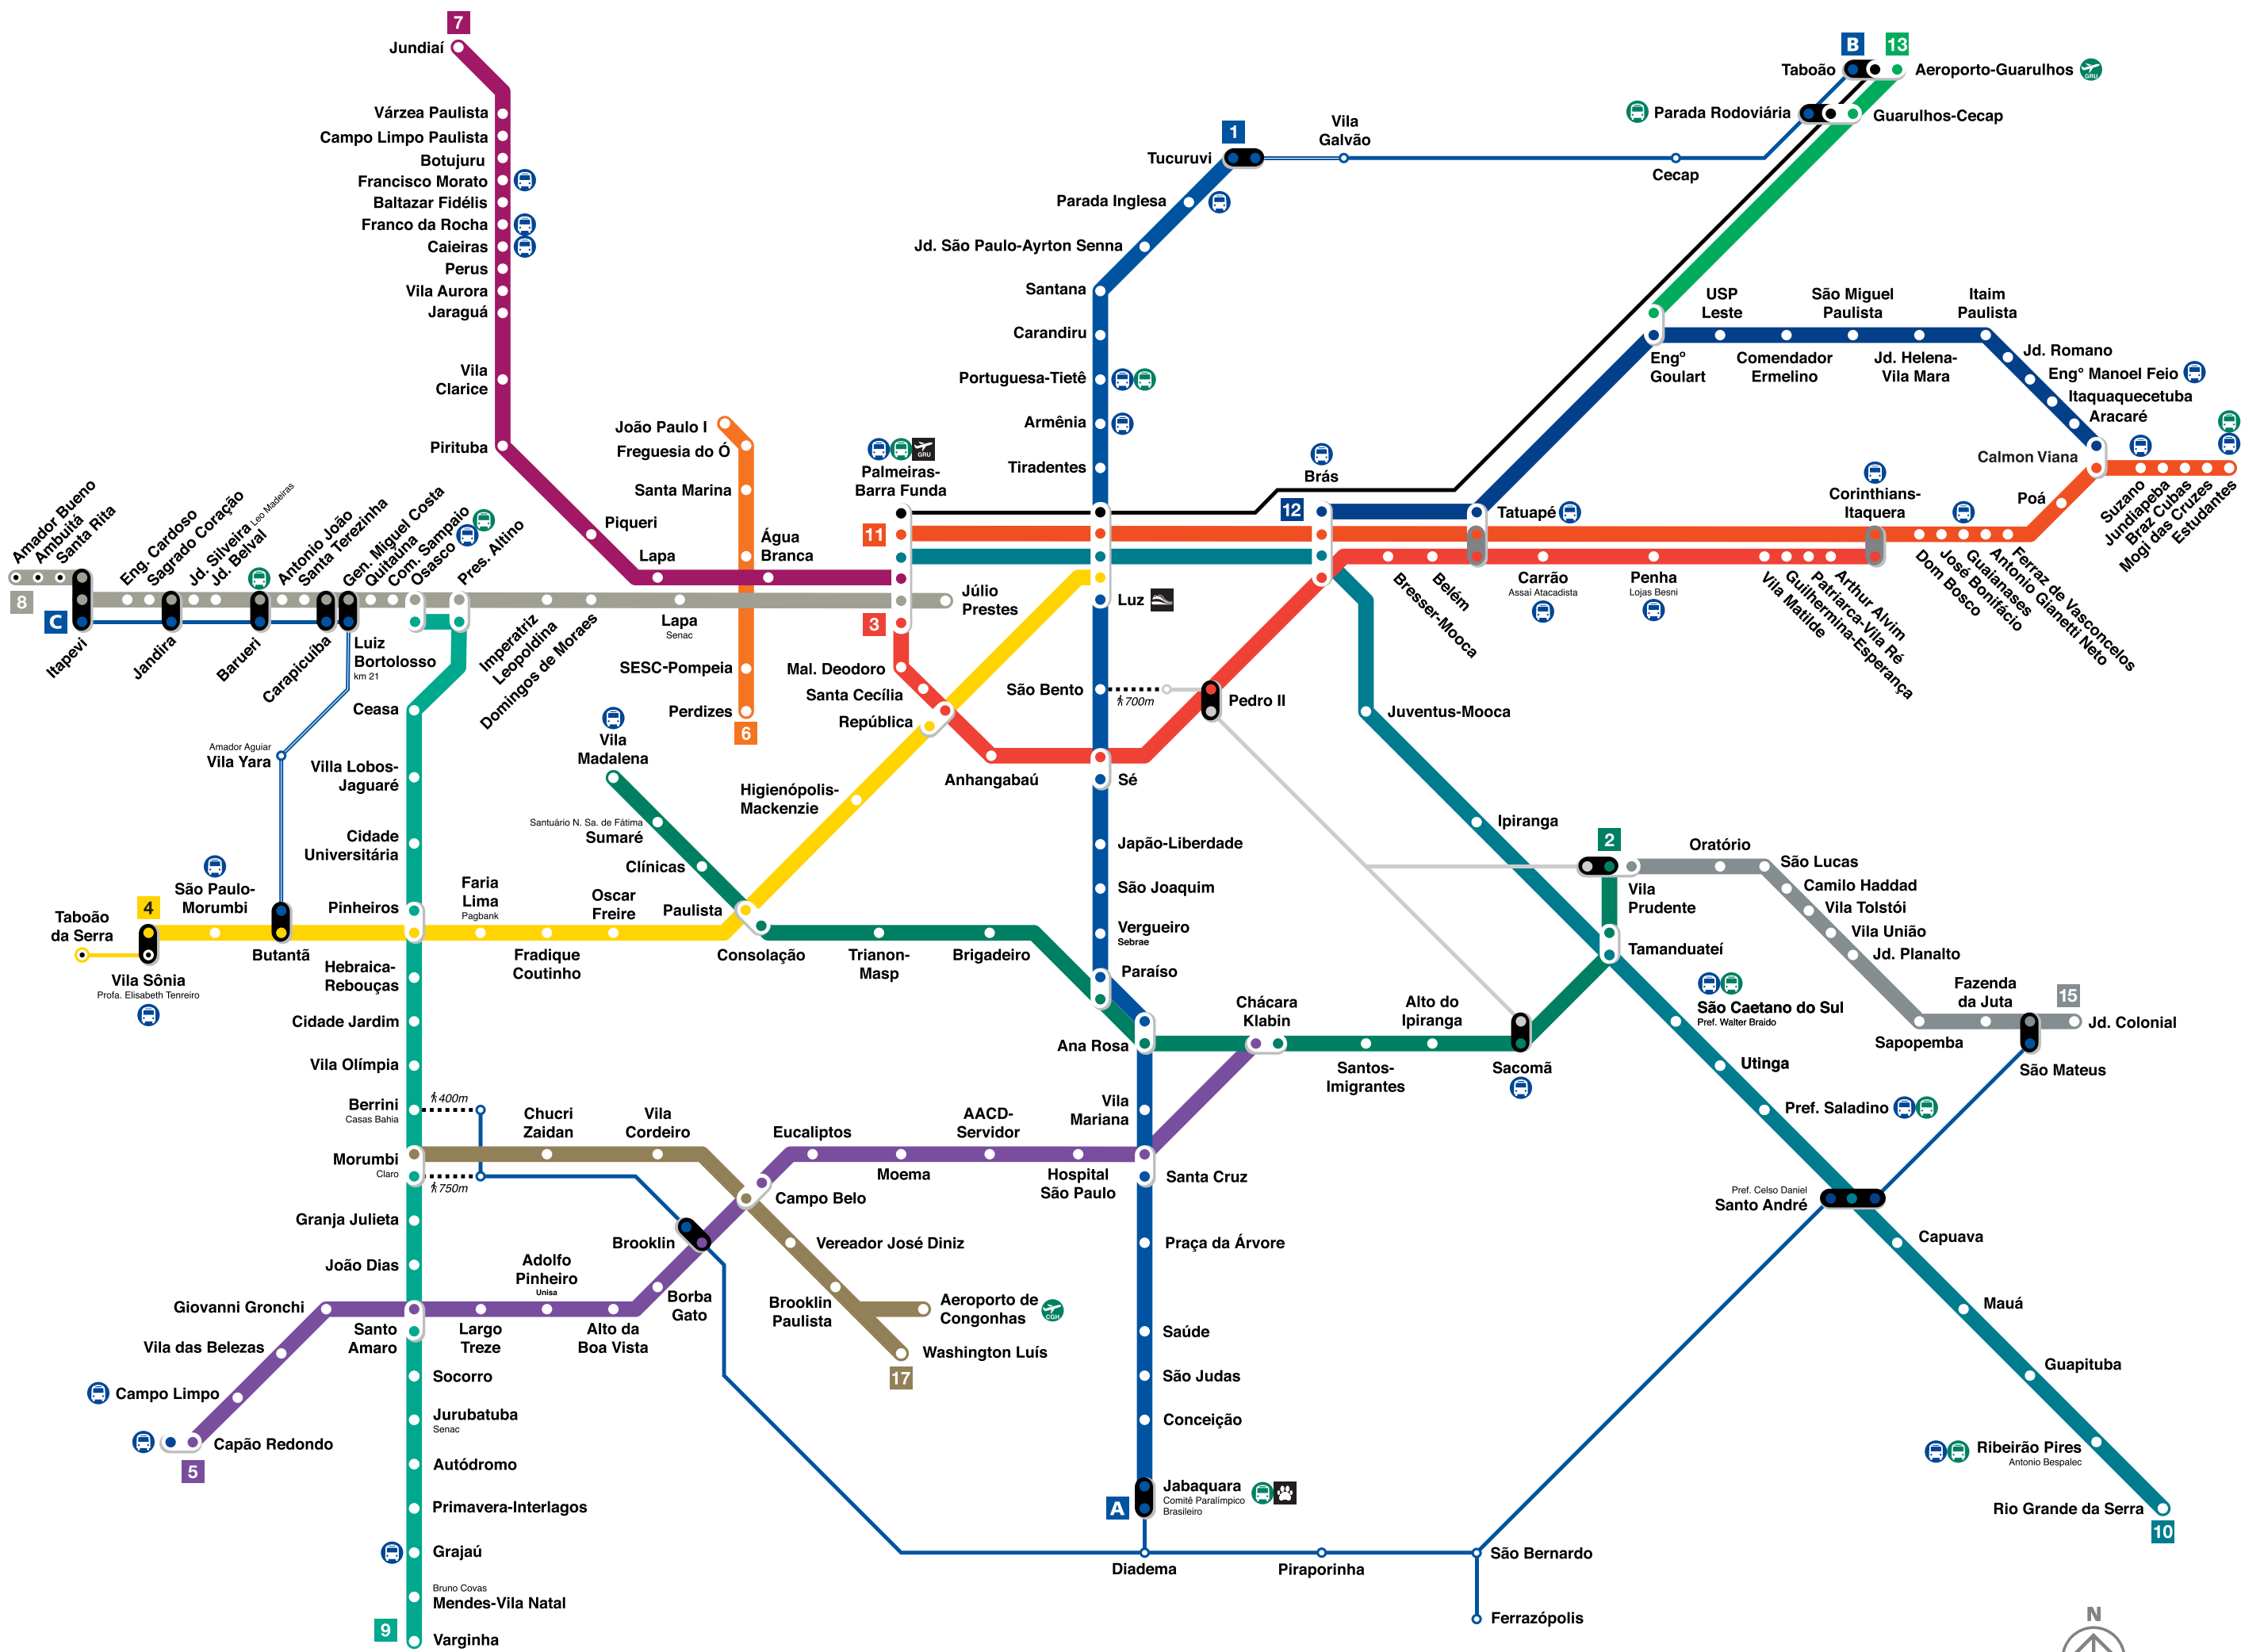 7
Jundiaí
Várzea Paulista
Campo Limpo Paulista
Botujuru
Francisco Morato
Baltazar Fidélis
Franco da Rocha
Caieiras
Perus
Vila Aurora
Jaraguá
Vila
Clarice
Pirituba
Piqueri
Lapa
Água
Branca
João Paulo I
Freguesia do Ó
Santa Marina
SESC-Pompeia
Perdizes
6
GRU
Palmeiras-
Barra Funda
11
3
Júlio
Prestes
1
Tucuruvi
Parada Inglesa
Jd. São Paulo-Ayrton Senna
Santana
Carandiru
Portuguesa-Tietê
Armênia
Tiradentes
Luz
São Bento
700m
Sé
Japão-Liberdade
São Joaquim
Vergueiro
Sebrae
Paraíso
Ana Rosa
Vila
Mariana
Santa Cruz
Praça da Árvore
Saúde
São Judas
Conceição
Jabaquara
Comitê Paralímpico
Brasileiro
A
Vila
Galvão
Cecap
B
13
Taboão
Aeroporto-Guarulhos
GRU
Parada Rodoviária
Guarulhos-Cecap
USP
Leste
São Miguel
Paulista
Itaim
Paulista
Engº
Goulart
Comendador
Ermelino
Jd. Helena-
Vila Mara
Jd. Romano
Eng° Manoel Feio
Itaquaquecetuba
Aracaré
Calmon Viana
Poá
Suzano
Jundiapeba
Braz Cubas
Mogi das Cruzes
Estudantes
Brás
12
Tatuapé
Corinthians-
Itaquera
Bresser-Mooca
Belém
Carrão
Assaí Atacadista
Penha
Lojas Besni
Vila Matilde
Guilhermina-Esperança
Patriarca-Vila Ré
Arthur Alvim
Dom Bosco
José Bonifácio
Guaianases
Antonio Gianetti Neto
Ferraz de Vasconcelos
Amador Bueno
Ambuitá
Santa Rita
8
C
Itapevi
Eng. Cardoso
Sagrado Coração
Jandira
Jd. Silveira Leo Madeiras
Jd. Belval
Barueri
Antonio João
Santa Terezinha
Carapicuíba
Gen. Miguel Costa
Luiz
Bortolosso
km 21
Quitaúna
Com. Sampaio
Osasco
Pres. Altino
Imperatriz
Leopoldina
Domingos de Moraes
Lapa
Senac
Mal. Deodoro
Santa Cecília
República
Anhangabaú
Pedro II
Juventus-Mooca
Ipiranga
Ceasa
Amador Aguiar
Vila Yara
Villa Lobos-
Jaguaré
Cidade
Universitária
Pinheiros
Hebraica-
Rebouças
Cidade Jardim
Vila Olímpia
Berrini
Casas Bahia
400m
Morumbi
Claro
750m
Granja Julieta
João Dias
Santo
Amaro
Socorro
Jurubatuba
Senac
Autódromo
Primavera-Interlagos
Grajaú
Bruno Covas
Mendes-Vila Natal
9
Varginha
Vila
Madalena
Santuário N. Sa. de Fátima
Sumaré
Clínicas
Consolação
Trianon-
Masp
Brigadeiro
Chácara
Klabin
Santos-
Imigrantes
Alto do
Ipiranga
Sacomã
Tamanduateí
2
Vila
Prudente
Taboão
da Serra
4
Vila Sônia
Profa. Elisabeth Tenreiro
São Paulo-
Morumbi
Butantã
Faria
Lima
Pagbank
Fradique
Coutinho
Oscar
Freire
Paulista
Higienópolis-
Mackenzie
Oratório
São Lucas
Camilo Haddad
Vila Tolstói
Vila União
Jd. Planalto
Sapopemba
Fazenda
da Juta
São Mateus
15
Jd. Colonial
São Caetano do Sul
Pref. Walter Braido
Utinga
Pref. Saladino
Pref. Celso Daniel
Santo André
Capuava
Mauá
Guapituba
Ribeirão Pires
Antonio Bespalec
Rio Grande da Serra
10
Chucri
Zaidan
Vila
Cordeiro
Campo Belo
Vereador José Diniz
Brooklin
Paulista
Aeroporto de
Congonhas
CGH
Washington Luís
17
Eucaliptos
Moema
AACD-
Servidor
Hospital
São Paulo
Brooklin
Borba
Gato
Alto da
Boa Vista
Adolfo
Pinheiro
Unisa
Largo
Treze
Giovanni Gronchi
Vila das Belezas
Campo Limpo
Capão Redondo
5
Diadema
Piraporinha
São Bernardo
Ferrazópolis
N